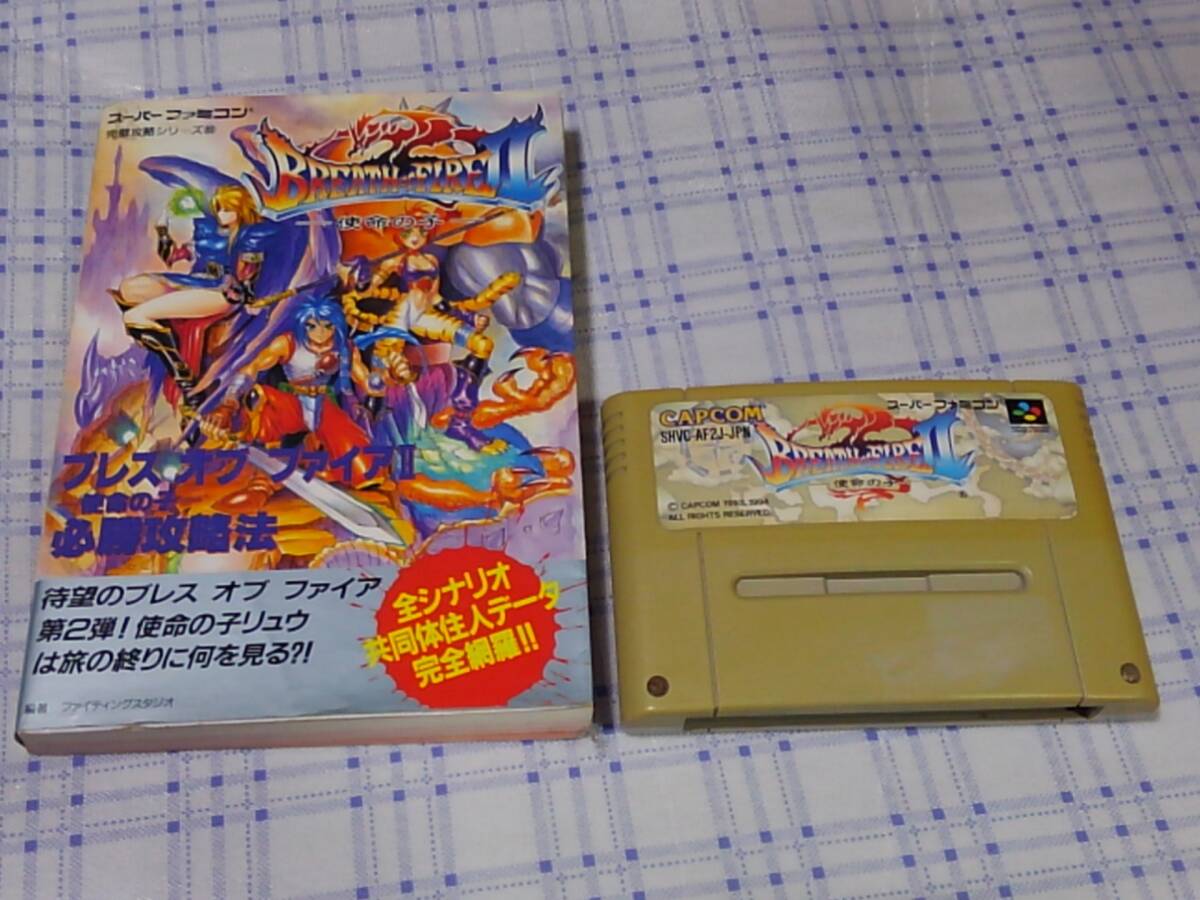 スーパーファミコン
完璧攻略シリーズ
BREATH OF FIRE II
使命の子
ブレス オブ ファイアII
使命の子
必勝攻略法
待望のブレス オブ ファイア
第2弾!使命の子リュウ
は旅の終りに何を見る?!
全シナリオ
共同体住人データ
完全網羅!!
編著 ファイティングスタジオ
CAPCOM
SHVC-AF2J-JPN
スーパーファミコン
BREATH OF FIRE II
使命の子
© CAPCOM 1993, 1994
ALL RIGHTS RESERVED